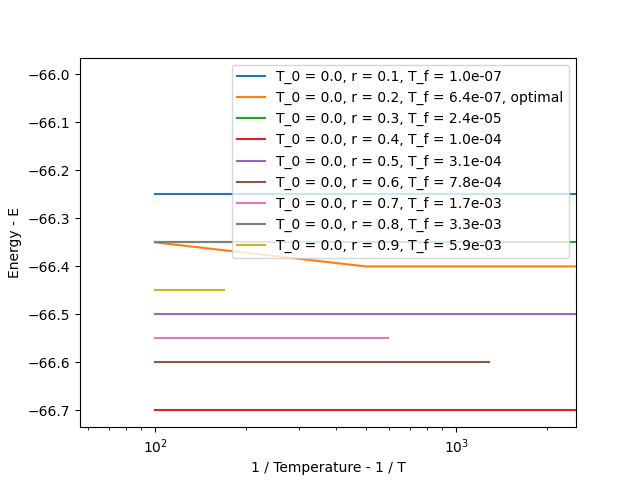 −66.0
−66.1
−66.2
−66.3
−66.4
−66.5
−66.6
−66.7
Energy - E
T_0 = 0.0, r = 0.1, T_f = 1.0e-07
T_0 = 0.0, r = 0.2, T_f = 6.4e-07, optimal
T_0 = 0.0, r = 0.3, T_f = 2.4e-05
T_0 = 0.0, r = 0.4, T_f = 1.0e-04
T_0 = 0.0, r = 0.5, T_f = 3.1e-04
T_0 = 0.0, r = 0.6, T_f = 7.8e-04
T_0 = 0.0, r = 0.7, T_f = 1.7e-03
T_0 = 0.0, r = 0.8, T_f = 3.3e-03
T_0 = 0.0, r = 0.9, T_f = 5.9e-03
10² 10³
1 / Temperature - 1 / T